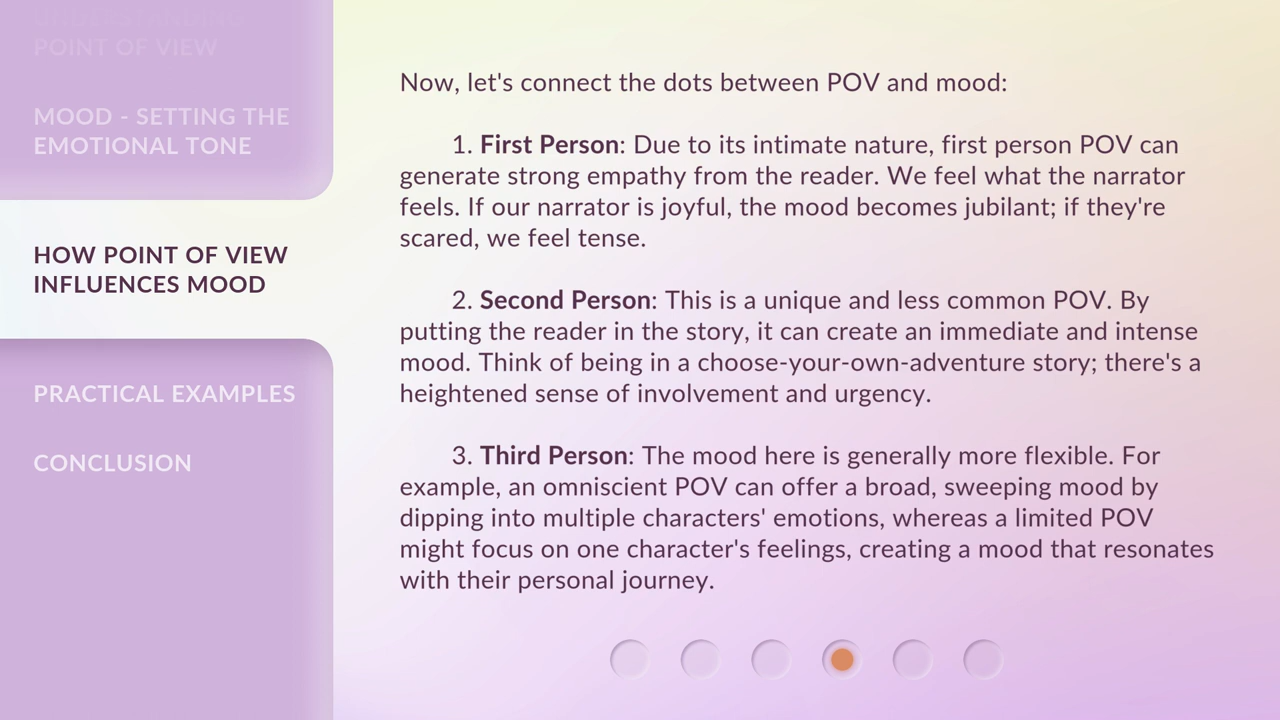 UNDERSTANDING
POINT OF VIEW
MOOD - SETTING THE
EMOTIONAL TONE
HOW POINT OF VIEW
INFLUENCES MOOD
PRACTICAL EXAMPLES
CONCLUSION
Now, let's connect the dots between POV and mood:
1. First Person: Due to its intimate nature, first person POV can
generate strong empathy from the reader. We feel what the narrator
feels. If our narrator is joyful, the mood becomes jubilant; if they're
scared, we feel tense.
2. Second Person: This is a unique and less common POV. By
putting the reader in the story, it can create an immediate and intense
mood. Think of being in a choose-your-own-adventure story; there's a
heightened sense of involvement and urgency.
3. Third Person: The mood here is generally more flexible. For
example, an omniscient POV can offer a broad, sweeping mood by
dipping into multiple characters' emotions, whereas a limited POV
might focus on one character's feelings, creating a mood that resonates
with their personal journey.